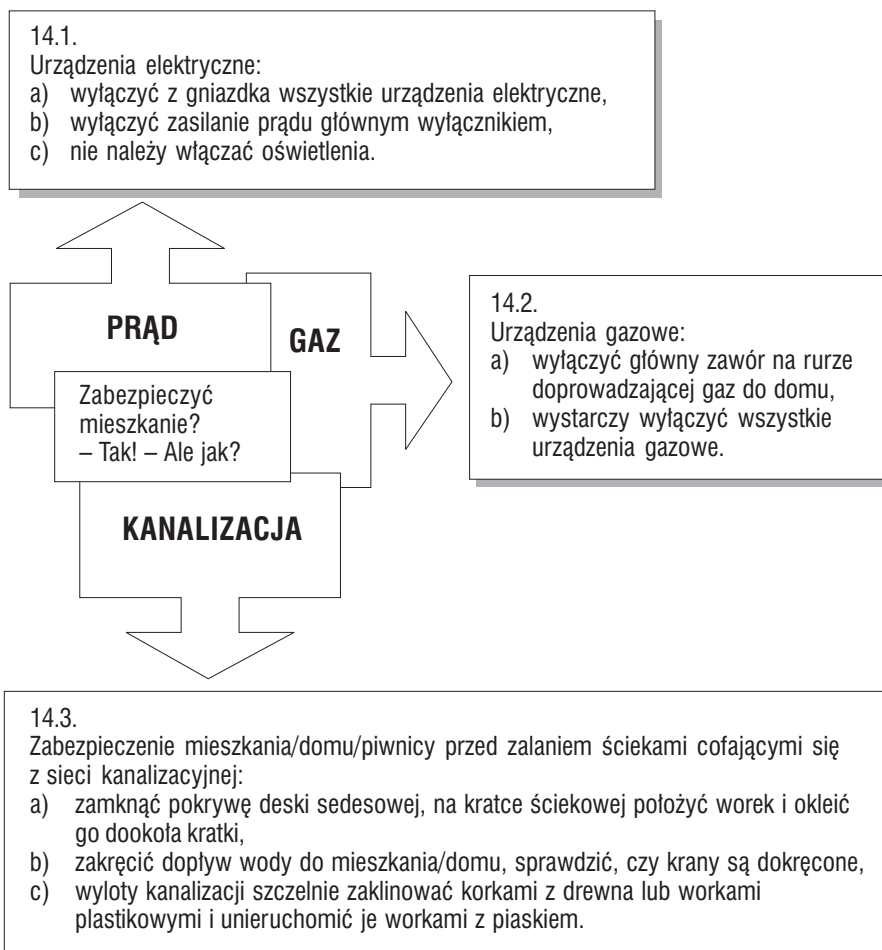 14.1.
Urządzenia elektryczne:
a) wyłączyć z gniazdka wszystkie urządzenia elektryczne,
b) wyłączyć zasilanie prądu głównym wyłącznikiem,
c) nie należy włączać oświetlenia.
PRĄD
GAZ
Zabezpieczyć
mieszkanie?
– Tak! – Ale jak?
KANALIZACJA
14.2.
Urządzenia gazowe:
a) wyłączyć główny zawór na rurze
doprowadzającej gaz do domu,
b) wystarczy wyłączyć wszystkie
urządzenia gazowe.
14.3.
Zabezpieczenie mieszkania/domu/piwnicy przed zalaniem ściekami cofającymi się
z sieci kanalizacyjnej:
a) zamknąć pokrywę deski sedesowej, na kratce ściekowej położyć worek i okleić
go dookoła kratki,
b) zakręcić dopływ wody do mieszkania/domu, sprawdzić, czy krany są dokręcone,
c) wyloty kanalizacji szczelnie zaklinować korkami z drewna lub workami
plastikowymi i unieruchomić je workami z piaskiem.